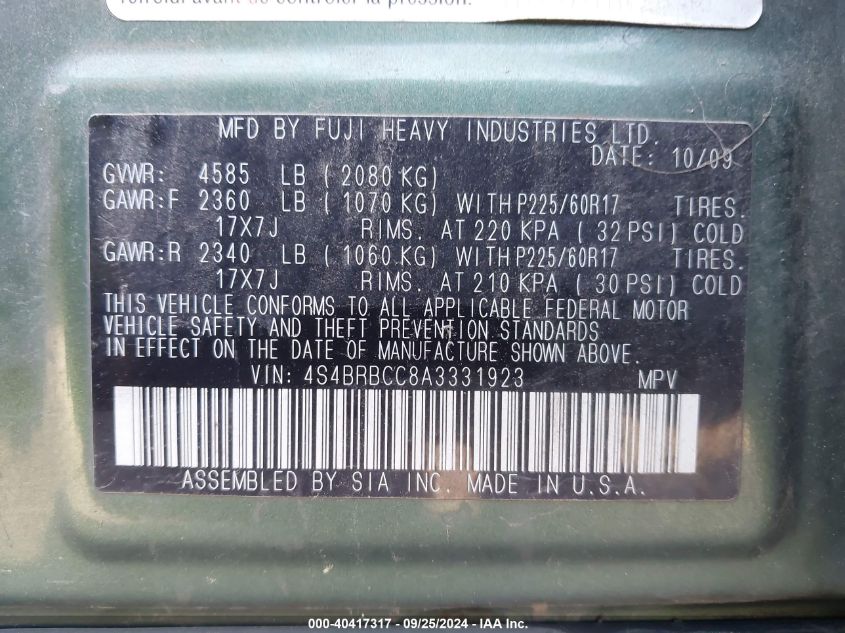 de contrôler la pression.
MFD BY FUJI HEAVY INDUSTRIES LTD.
DATE: 10/09
GVWR: 4585 LB ( 2080 KG)
GAWR:F 2360 LB ( 1070 KG) WITH P225/60R17 TIRES.
17X7J RIMS. AT 220 KPA ( 32 PSI) COLD
GAWR:R 2340 LB ( 1060 KG) WITH P225/60R17 TIRES.
17X7J RIMS. AT 210 KPA ( 30 PSI) COLD
THIS VEHICLE CONFORMS TO ALL APPLICABLE FEDERAL MOTOR
VEHICLE SAFETY AND THEFT PREVENTION STANDARDS
IN EFFECT ON THE DATE OF MANUFACTURE SHOWN ABOVE.
VIN: 4S4BRBCC8A3331923 MPV
ASSEMBLED BY SIA INC. MADE IN U.S.A.
000-40417317 - 09/25/2024 - IAA Inc.